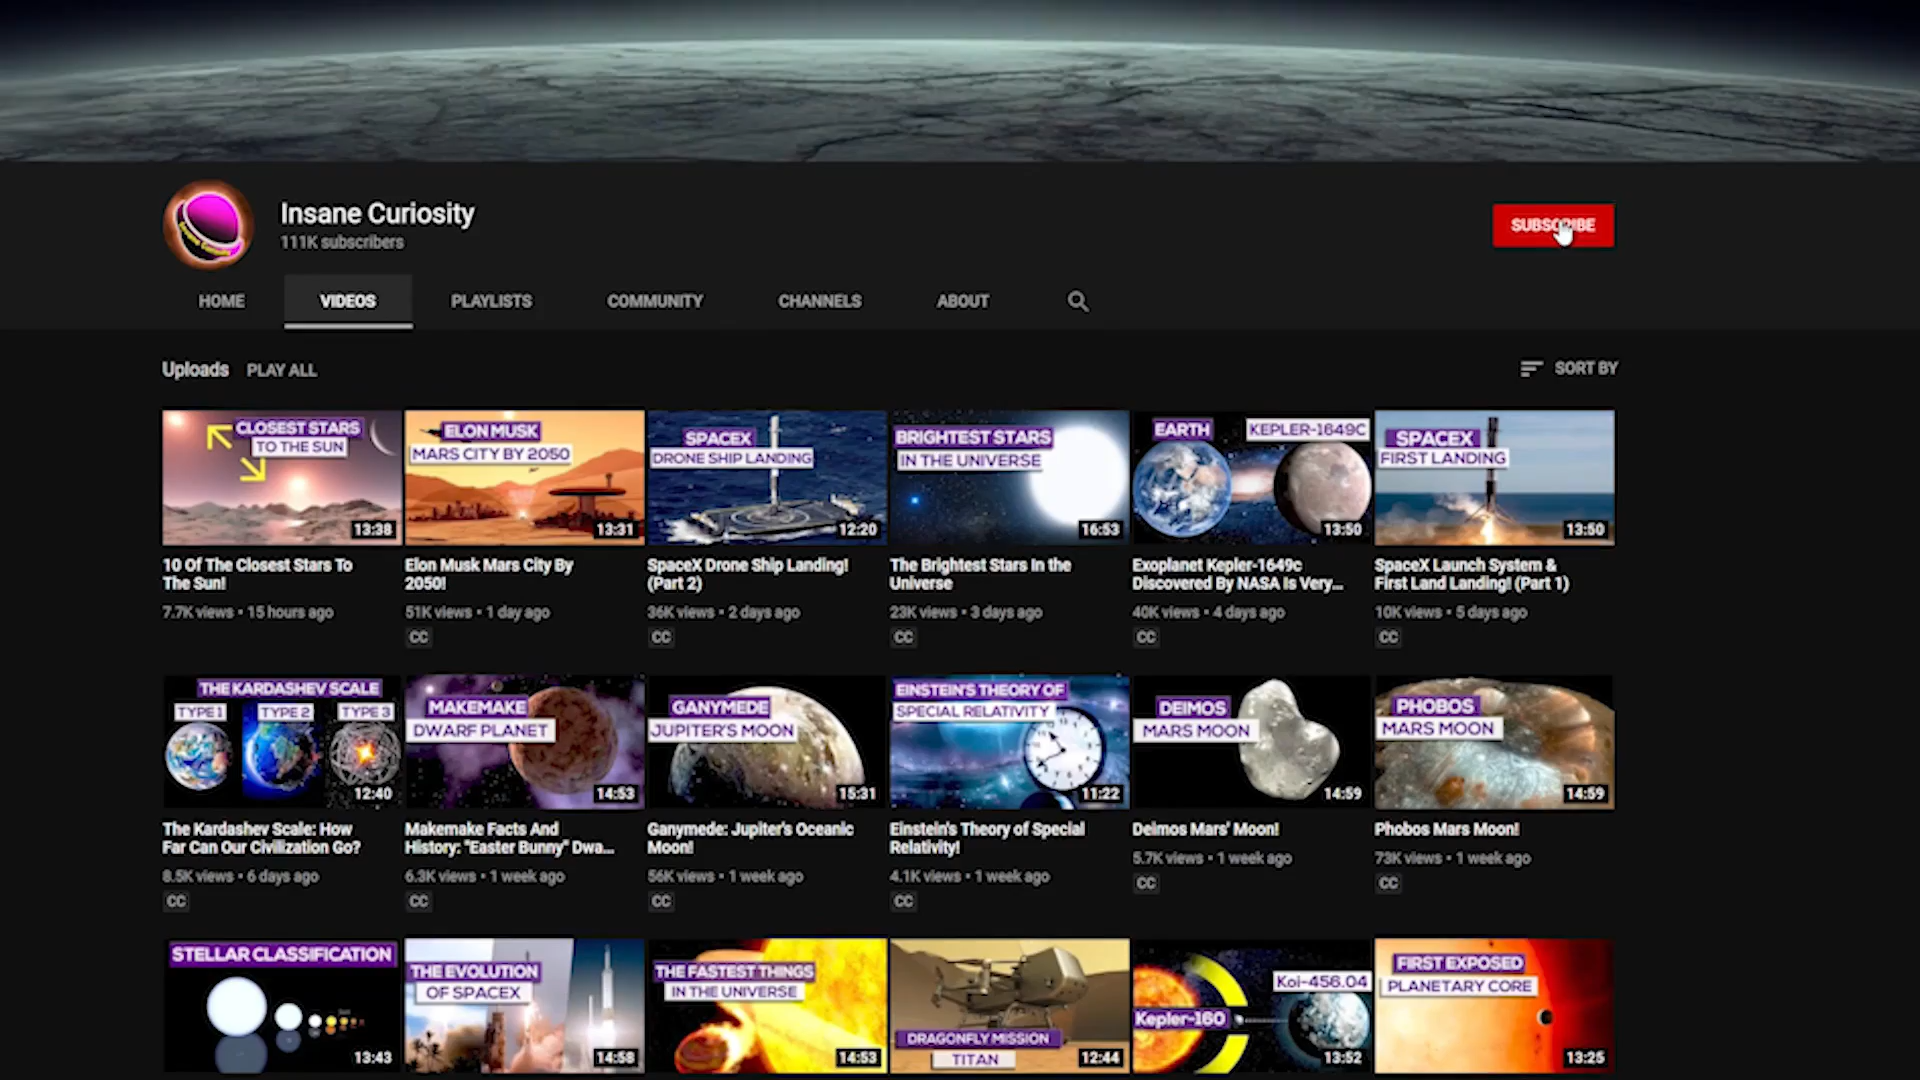 Insane Curiosity
111K subscribers
SUBSCRIBE
HOME VIDEOS PLAYLISTS COMMUNITY CHANNELS ABOUT
Uploads PLAY ALL SORT BY
CLOSEST STARS
TO THE SUN
13:38
ELON MUSK
MARS CITY BY 2050
13:31
SPACEX
DRONE SHIP LANDING
12:20
BRIGHTEST STARS
IN THE UNIVERSE
16:53
EARTH KEPLER-1649C
13:50
SPACEX
FIRST LANDING
13:50
10 Of The Closest Stars To
The Sun!
7.7K views • 15 hours ago
Elon Musk Mars City By
2050!
51K views • 1 day ago
CC
SpaceX Drone Ship Landing!
(Part 2)
36K views • 2 days ago
CC
The Brightest Stars In the
Universe
23K views • 3 days ago
CC
Exoplanet Kepler-1649c
Discovered By NASA Is Very...
40K views • 4 days ago
CC
SpaceX Launch System &
First Land Landing! (Part 1)
10K views • 5 days ago
CC
THE KARDASHEV SCALE
TYPE 1 TYPE 2 TYPE 3
12:40
MAKEMAKE
DWARF PLANET
14:53
GANYMEDE
JUPITER'S MOON
15:31
EINSTEIN'S THEORY OF
SPECIAL RELATIVITY
11:22
DEIMOS
MARS MOON
14:59
PHOBOS
MARS MOON
14:59
The Kardashev Scale: How
Far Can Our Civilization Go?
8.5K views • 6 days ago
CC
Makemake Facts And
History: "Easter Bunny" Dwa...
6.3K views • 1 week ago
CC
Ganymede: Jupiter's Oceanic
Moon!
56K views • 1 week ago
CC
Einstein's Theory of Special
Relativity!
4.1K views • 1 week ago
CC
Deimos Mars' Moon!
5.7K views • 1 week ago
CC
Phobos Mars Moon!
73K views • 1 week ago
CC
STELLAR CLASSIFICATION
13:43
THE EVOLUTION
OF SPACEX
14:58
THE FASTEST THINGS
IN THE UNIVERSE
14:53
DRAGONFLY MISSION
TITAN
12:44
Koi-456.04
Kepler-160
13:52
FIRST EXPOSED
PLANETARY CORE
13:25